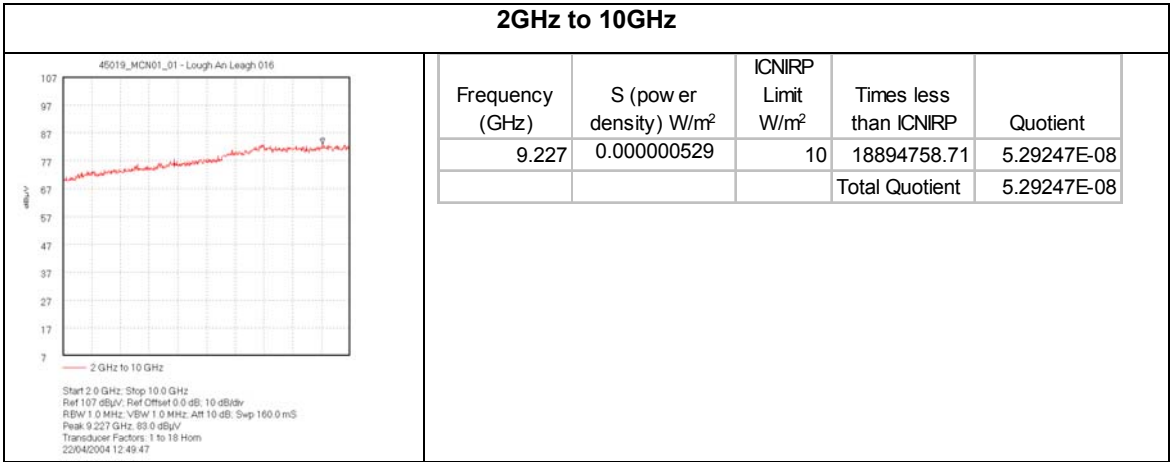 2GHz to 10GHz
45019_MCN01_01 - Lough An Leagh 016
107
97
87
77
67
57
47
37
27
17
7
dBµV
2 GHz to 10 GHz
Start 2.0 GHz; Stop 10.0 GHz
Ref 107 dBµV; Ref Offset 0.0 dB; 10 dB/div
RBW 1.0 MHz; VBW 1.0 MHz; Att 10 dB; Swp 160.0 mS
Peak 9.227 GHz, 83.0 dBµV
Transducer Factors: 1 to 18 Horn
22/04/2004 12:49:47
Frequency (GHz) S (pow er density) W/m² ICNIRP Limit W/m² Times less than ICNIRP Quotient
9.227 0.000000529 10 18894758.71 5.29247E-08
Total Quotient 5.29247E-08